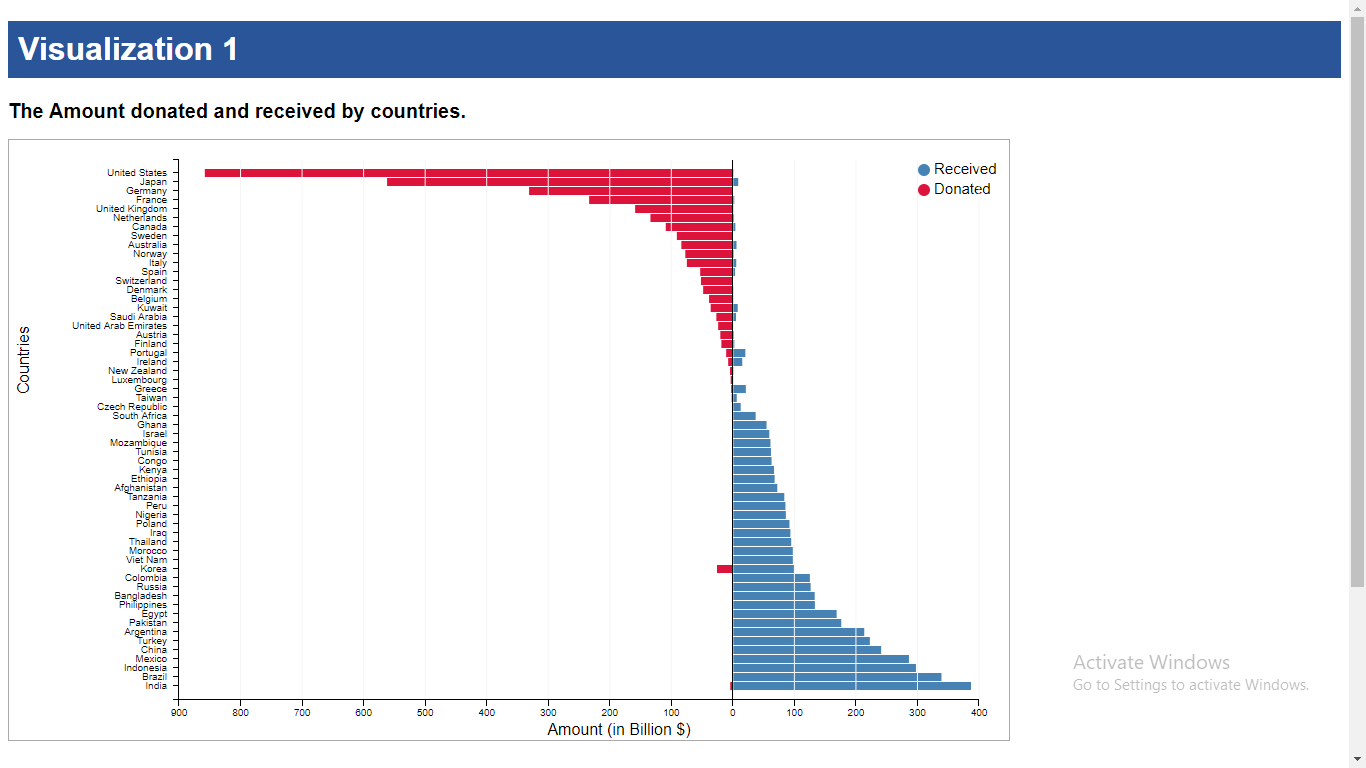 Visualization 1
The Amount donated and received by countries.
Received
Donated
United States
Japan
Germany
France
United Kingdom
Netherlands
Canada
Sweden
Australia
Norway
Italy
Spain
Switzerland
Denmark
Belgium
Kuwait
Saudi Arabia
United Arab Emirates
Austria
Finland
Portugal
Ireland
New Zealand
Luxembourg
Greece
Taiwan
Czech Republic
South Africa
Ghana
Israel
Mozambique
Tunisia
Congo
Kenya
Ethiopia
Afghanistan
Tanzania
Peru
Nigeria
Poland
Iraq
Thailand
Morocco
Viet Nam
Korea
Colombia
Russia
Bangladesh
Philippines
Egypt
Pakistan
Argentina
Turkey
China
Mexico
Indonesia
Brazil
India
Countries
900 800 700 600 500 400 300 200 100 0 100 200 300 400
Amount (in Billion $)
Activate Windows
Go to Settings to activate Windows.